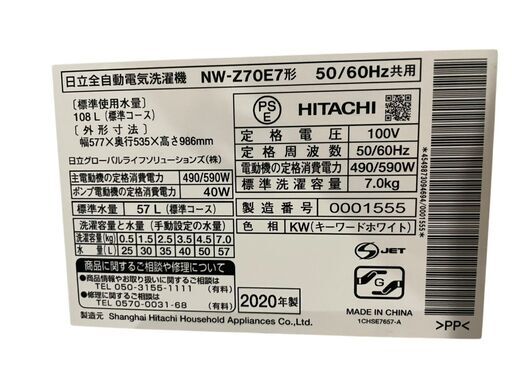 日立全自動電気洗濯機 NW-Z70E7形 50/60Hz共用
〔標準使用水量〕
108L(標準コース)
〔外形寸法〕
幅577×奥行535×高さ986mm
日立グローバルライフソリューションズ(株)
主電動機の定格消費電力 490/590W
ポンプ電動機の定格消費電力 40W
標準水量 57L(標準コース)
洗濯容量と水量(手動設定の水量)
容量(kg) 0.5 1.5 2.5 3.5 4.5 7.0
水量(L) 25 30 35 40 50 57
商品に関するご相談や修理について
商品情報やお取り扱いに関するご相談
TEL 050-3155-1111 (有料)
修理に関するご相談
TEL 0570-0031-68 (有料)
PSE HITACHI
定格電圧 100V
定格周波数 50/60Hz
電動機の定格消費電力 490/590W
標準洗濯容量 7.0kg
製造番号 0001555
色相 KW(キーワードホワイト)
S JET
G
2020年製
MADE IN CHINA
1CHSE7657-A
製造元 Shanghai Hitachi Household Appliances Co.,Ltd.
*4549873094694/0001555*
>PP<